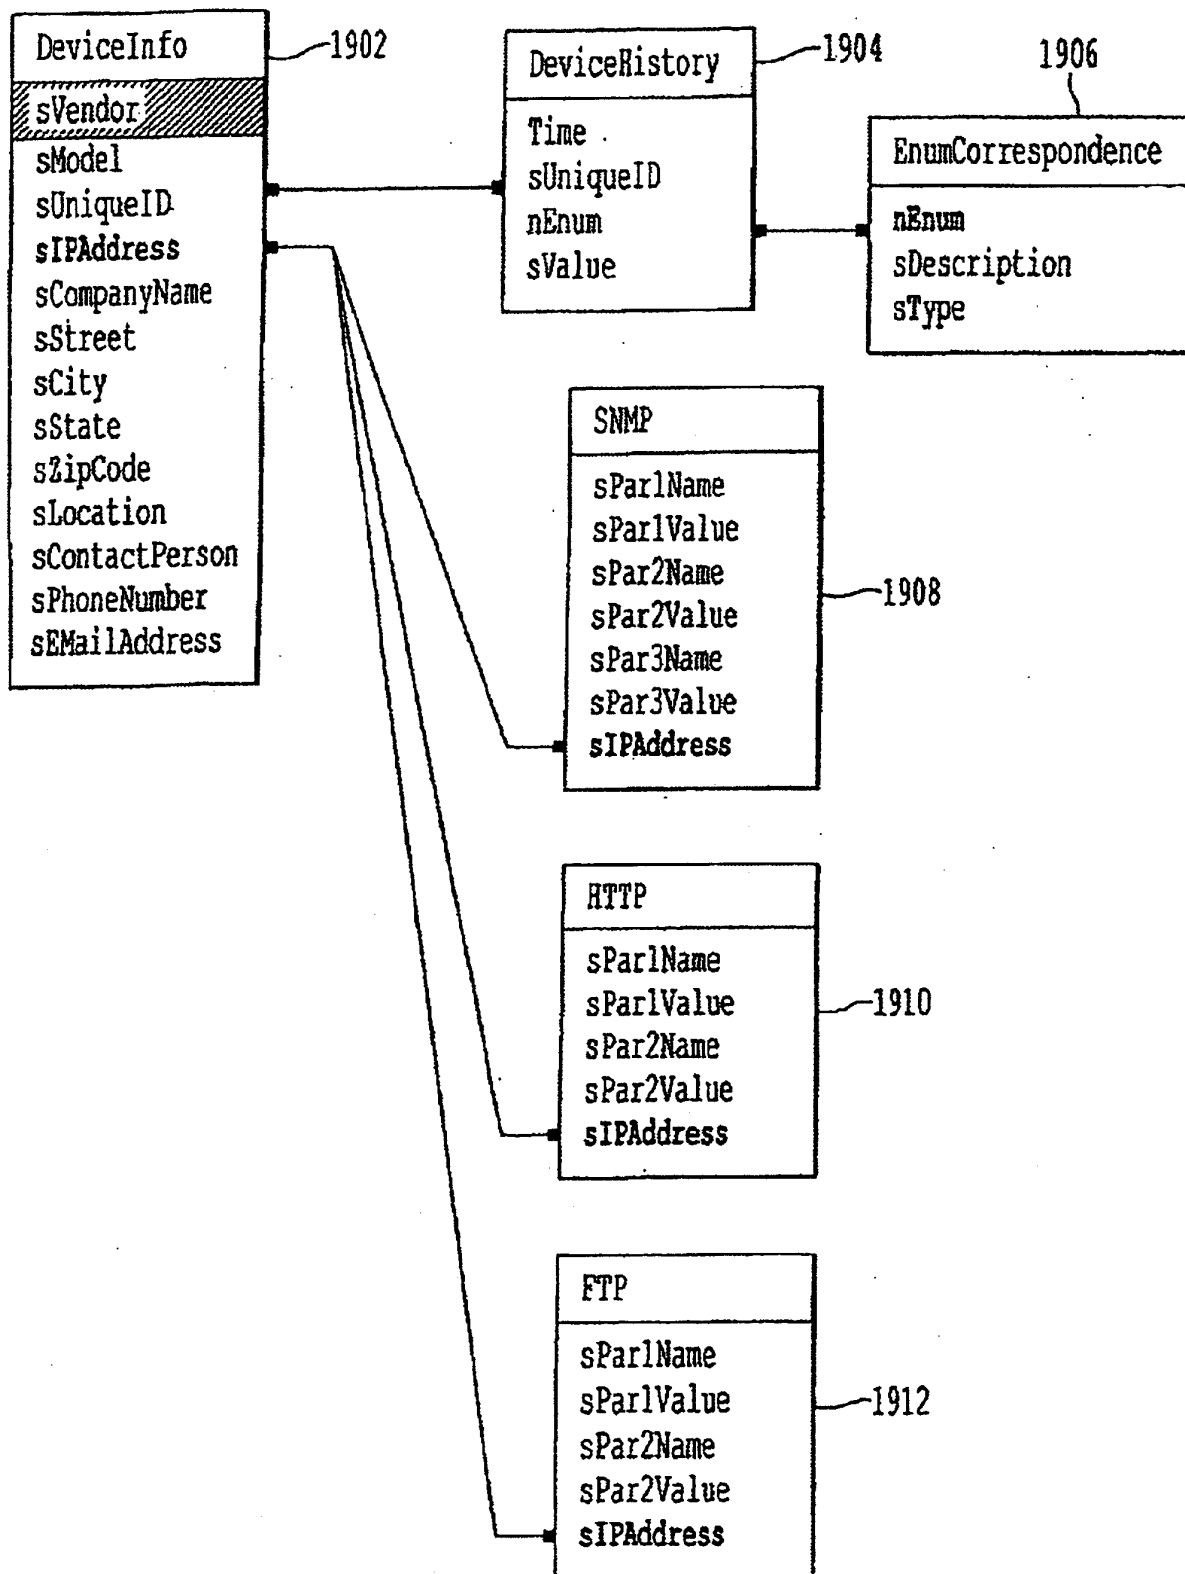 DeviceInfo
1902
sVendor
sModel
sUniqueID
sIPAddress
sCompanyName
sStreet
sCity
sState
sZipCode
sLocation
sContactPerson
sPhoneNumber
sEMailAddress
DeviceHistory
1904
Time
sUniqueID
nEnum
sValue
1906
EnumCorrespondence
nEnum
sDescription
sType
SNMP
sPar1Name
sPar1Value
sPar2Name
sPar2Value
sPar3Name
sPar3Value
sIPAddress
1908
HTTP
sPar1Name
sPar1Value
sPar2Name
sPar2Value
sIPAddress
1910
FTP
sPar1Name
sPar1Value
sPar2Name
sPar2Value
sIPAddress
1912